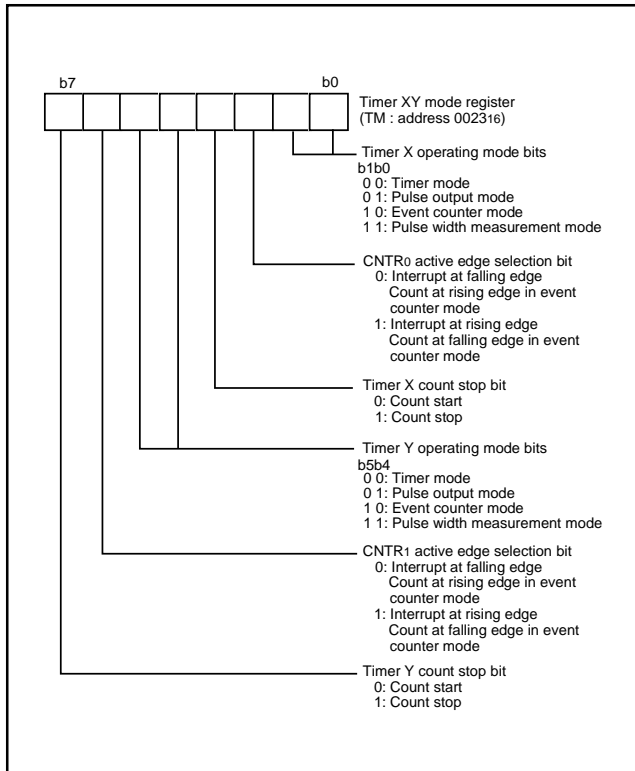 b7 b0
Timer XY mode register
(TM : address 002316)
Timer X operating mode bits
b1b0
0 0: Timer mode
0 1: Pulse output mode
1 0: Event counter mode
1 1: Pulse width measurement mode
CNTR0 active edge selection bit
0: Interrupt at falling edge
Count at rising edge in event
counter mode
1: Interrupt at rising edge
Count at falling edge in event
counter mode
Timer X count stop bit
0: Count start
1: Count stop
Timer Y operating mode bits
b5b4
0 0: Timer mode
0 1: Pulse output mode
1 0: Event counter mode
1 1: Pulse width measurement mode
CNTR1 active edge selection bit
0: Interrupt at falling edge
Count at rising edge in event
counter mode
1: Interrupt at rising edge
Count at falling edge in event
counter mode
Timer Y count stop bit
0: Count start
1: Count stop